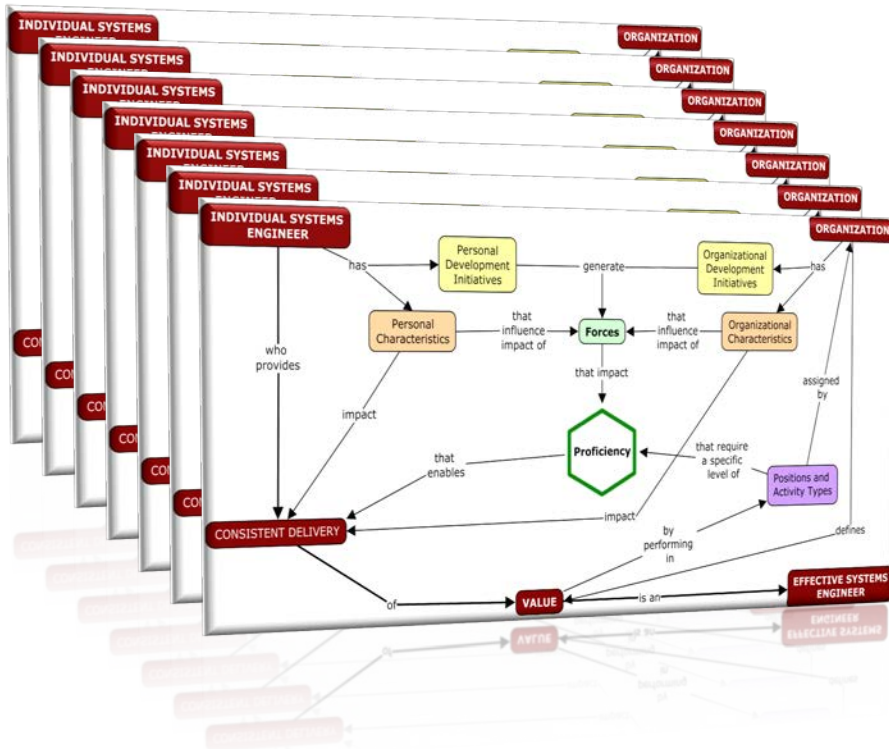 INDIVIDUAL SYSTEMS
ORGANIZATION
INDIVIDUAL SYSTEMS
ORGANIZATION
INDIVIDUAL SYSTEMS
ORGANIZATION
INDIVIDUAL SYSTEMS
ORGANIZATION
INDIVIDUAL SYSTEMS
ORGANIZATION
INDIVIDUAL SYSTEMS
ORGANIZATION
INDIVIDUAL SYSTEMS
ENGINEER
ORGANIZATION
has
Personal
Development
Initiatives
generate
Organizational
Development
Initiatives
has
Personal
Characteristics
that
influence
impact of
Forces
that
influence
impact of
Organizational
Characteristics
who
provides
that impact
assigned
by
impact
Proficiency
that
enables
that require
a specific
level of
Positions and
Activity Types
CONSISTENT DELIVERY
impact
by
performing
in
defines
of
VALUE
is an
EFFECTIVE SYSTEMS
ENGINEER